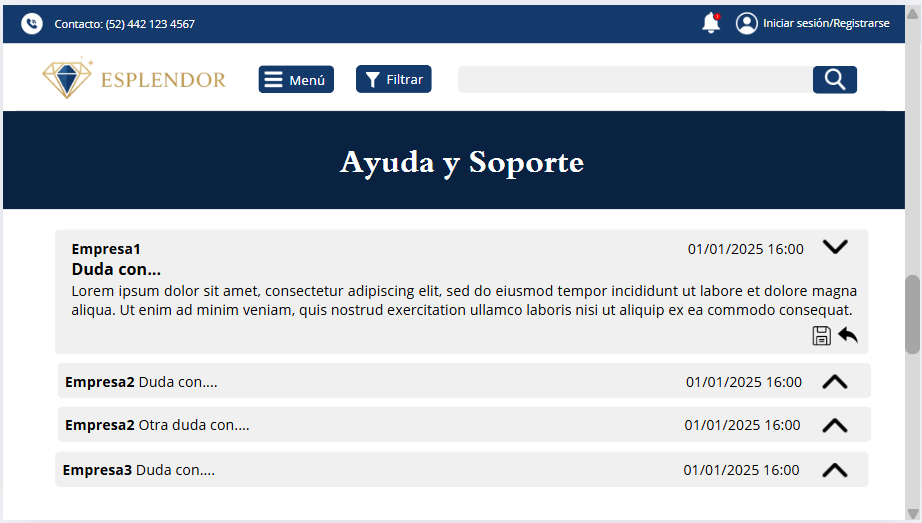 Contacto: (52) 442 123 4567
Iniciar sesión/Registrarse
ESPLENDOR
Menú
Filtrar
Ayuda y Soporte
Empresa1
01/01/2025 16:00
Duda con...
Lorem ipsum dolor sit amet, consectetur adipiscing elit, sed do eiusmod tempor incididunt ut labore et dolore magna
aliqua. Ut enim ad minim veniam, quis nostrud exercitation ullamco laboris nisi ut aliquip ex ea commodo consequat.
Empresa2 Duda con....
01/01/2025 16:00
Empresa2 Otra duda con....
01/01/2025 16:00
Empresa3 Duda con....
01/01/2025 16:00